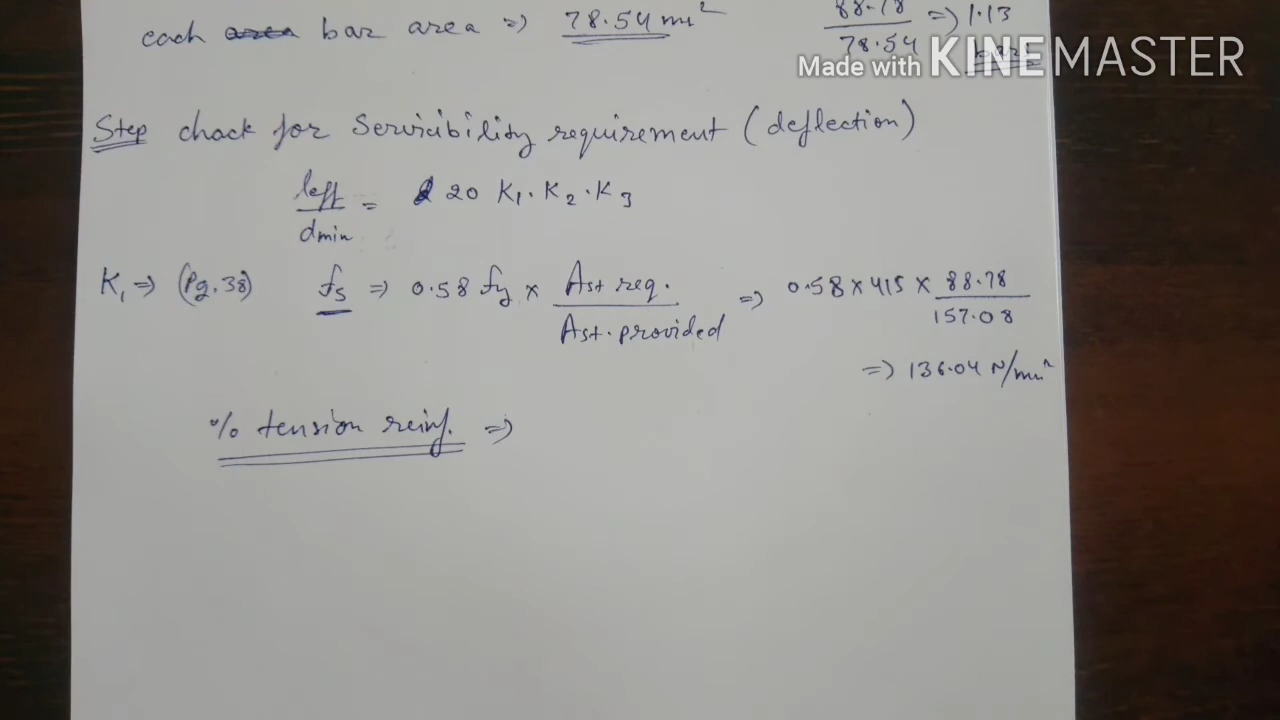 each area bar area => 78.54 mm² 88.78 / 78.54 => 1.13
Made with KINEMASTER
Step chack for Servicibility requirement (deflection)
leff / dmin = 20 K1 . K2 . K3
K1 => (Pg.38) fs => 0.58 fy × Ast req. / Ast. provided => 0.58 × 415 × 88.78 / 157.08
=> 136.04 N/mm²
% tension reinf. =>